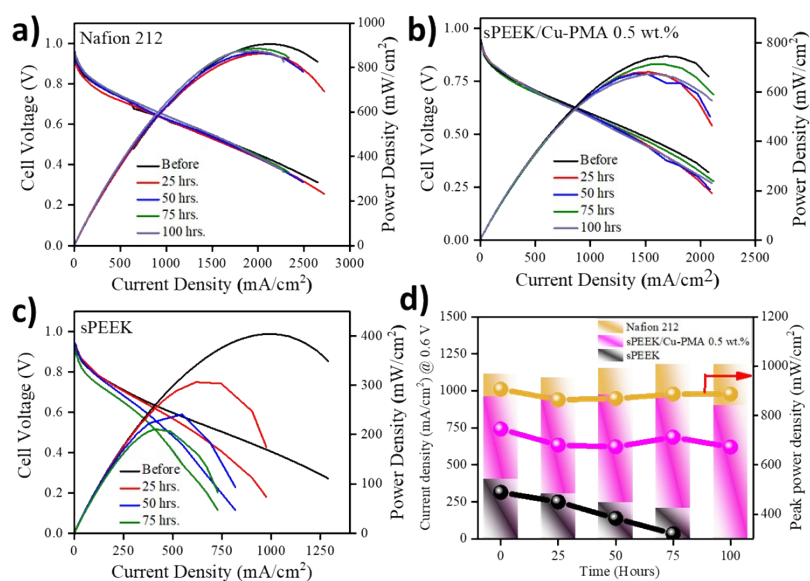 a)
Nafion 212
Cell Voltage (V)
1.2
1.0
0.8
0.6
0.4
0.2
0.0
Before
25 hrs.
50 hrs.
75 hrs.
100 hrs.
0 500 1000 1500 2000 2500 3000
Current Density (mA/cm²)
1000
800
600
400
200
0
Power Density (mW/cm²)
b)
sPEEK/Cu-PMA 0.5 wt.%
Cell Voltage (V)
1.00
0.75
0.50
0.25
0.00
Before
25 hrs
50 hrs
75 hrs
100 hrs
0 500 1000 1500 2000 2500
Current Density (mA/cm²)
800
600
400
200
0
Power Density (mW/cm²)
c)
sPEEK
Cell Voltage (V)
1.0
0.8
0.6
0.4
0.2
0.0
Before
25 hrs.
50 hrs.
75 hrs.
0 250 500 750 1000 1250
Current Density (mA/cm²)
400
300
200
100
0
Power Density (mW/cm²)
d)
Current density (mA/cm²) @ 0.6 V
1500
1250
1000
750
500
250
0
Nafion 212
sPEEK/Cu-PMA 0.5 wt.%
sPEEK
0 25 50 75 100
Time (Hours)
1200
1000
800
600
400
Peak power density (mW/cm²)